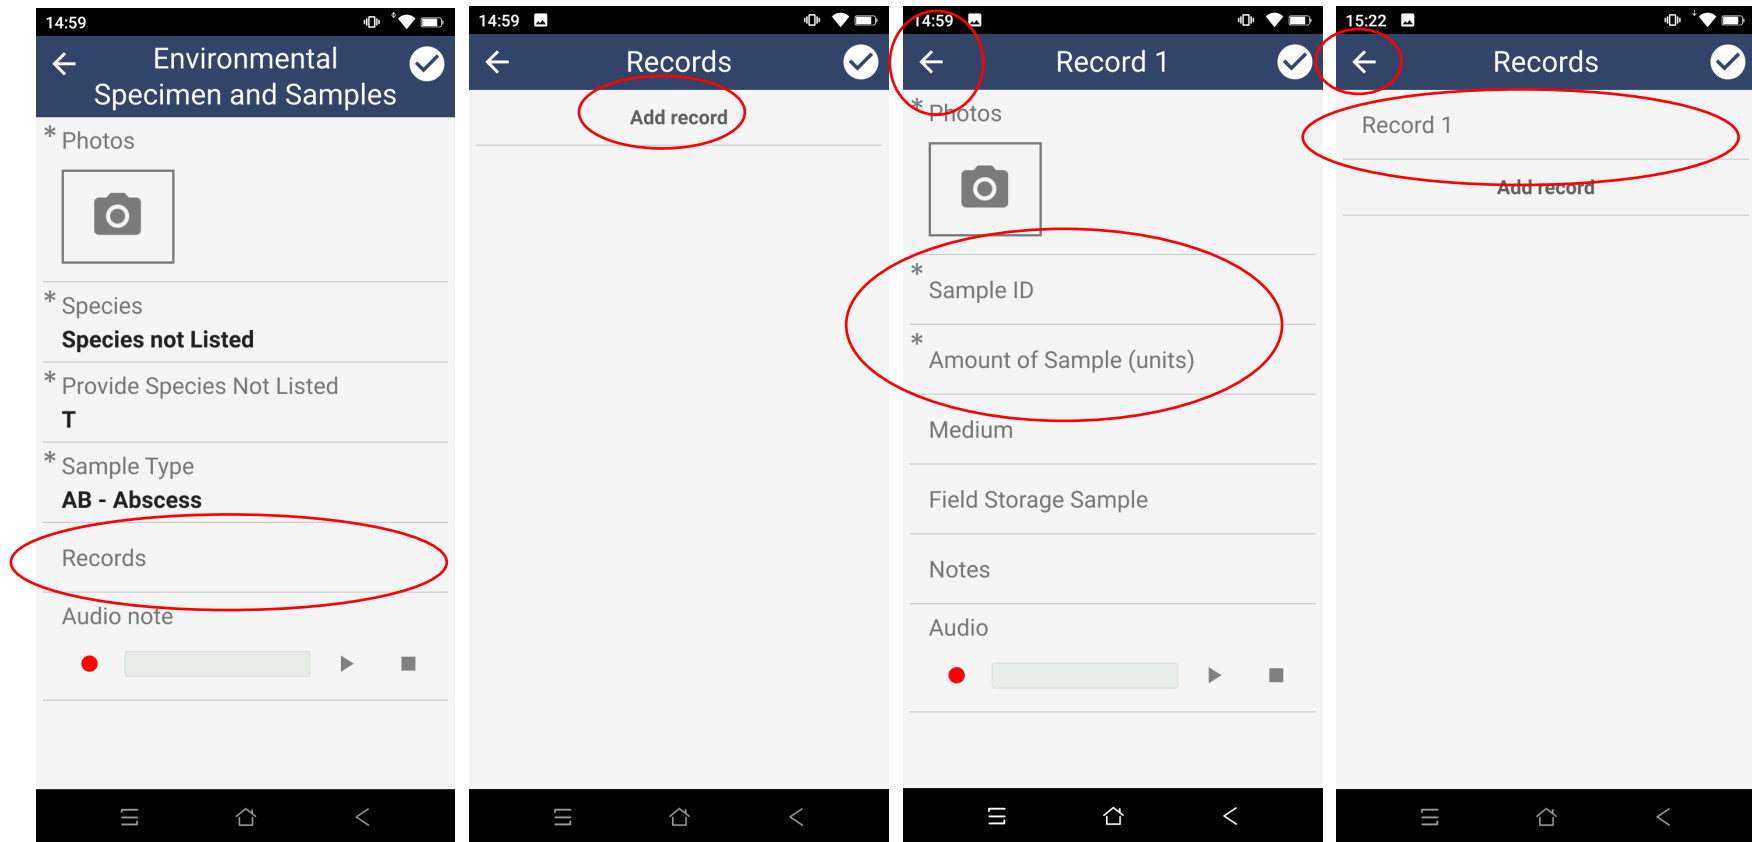 14:59
Environmental
Specimen and Samples
* Photos
* Species
Species not Listed
* Provide Species Not Listed
T
* Sample Type
AB - Abscess
Records
Audio note
14:59
Records
Add record
14:59
Record 1
* Photos
* Sample ID
* Amount of Sample (units)
Medium
Field Storage Sample
Notes
Audio
15:22
Records
Record 1
Add record